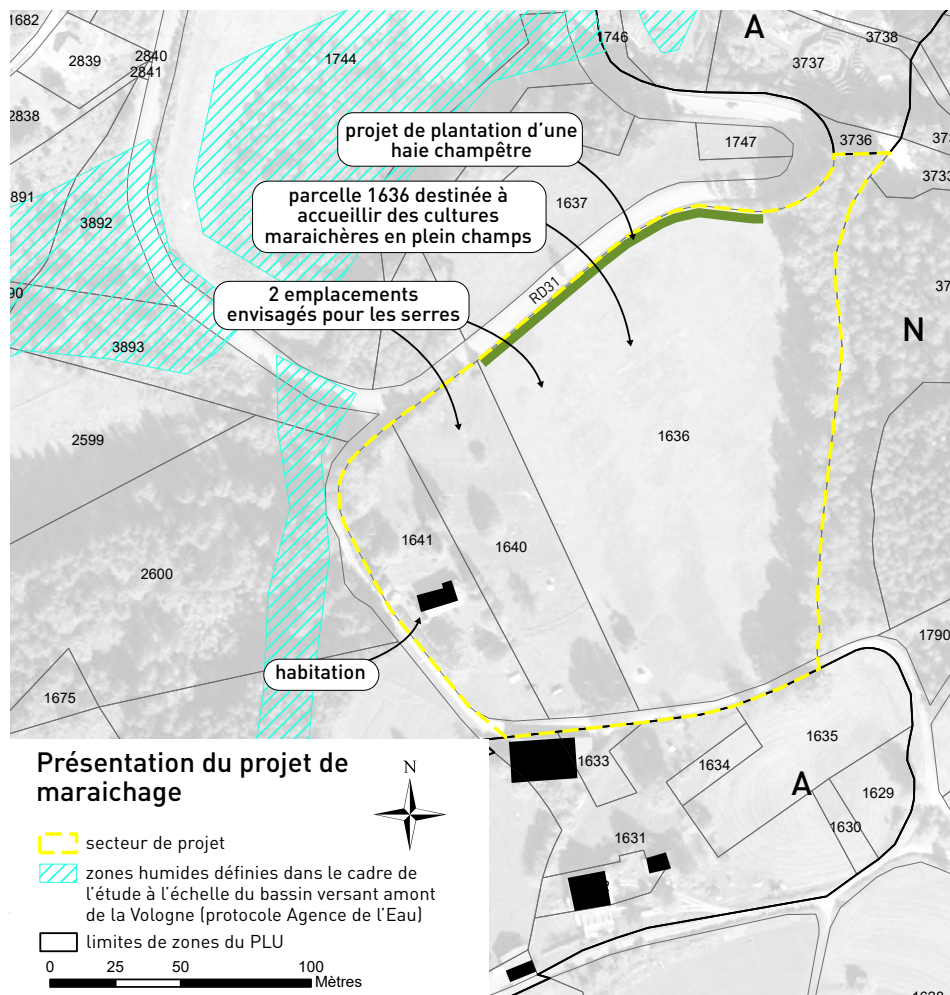 1682
2839
2840
2841
1744
1746
A
3738
3737
2838
projet de plantation d'une
haie champêtre
1747
3736
3733
891
3892
parcelle 1636 destinée à
accueillir des cultures
maraichères en plein champs
1637
90
2 emplacements
envisagés pour les serres
RD31
37
N
3893
2599
1636
1641
1640
2600
habitation
1790
1675
Présentation du projet de
maraichage
N
secteur de projet
zones humides définies dans le cadre de
l'étude à l'échelle du bassin versant amont
de la Vologne (protocole Agence de l'Eau)
limites de zones du PLU
0 25 50 100
Mètres
1633
1634
1635
A
1629
1630
1631